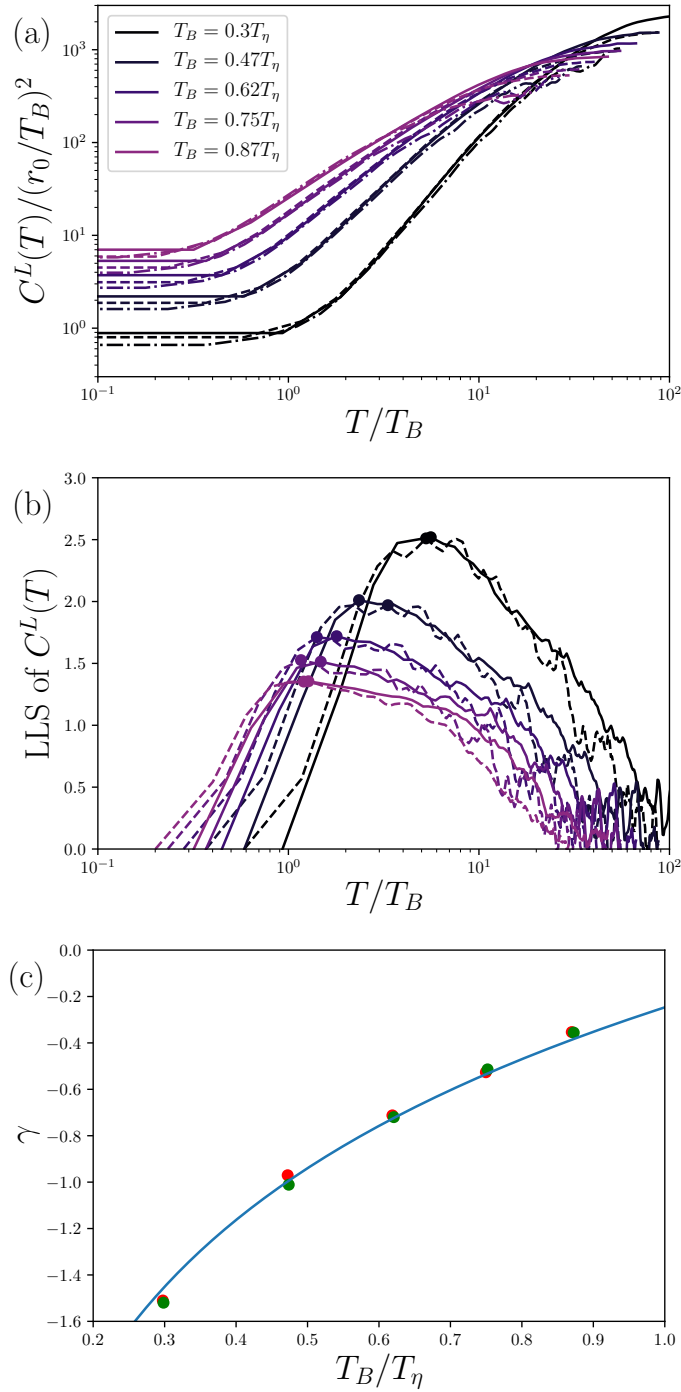 (a)
C^L(T)/(r_0/T_B)^2
10^3
10^2
10^1
10^0
T_B = 0.3T_η
T_B = 0.47T_η
T_B = 0.62T_η
T_B = 0.75T_η
T_B = 0.87T_η
10^{-1} 10^0 10^1 10^2
T/T_B
(b)
LLS of C^L(T)
3.0
2.5
2.0
1.5
1.0
0.5
0.0
10^{-1} 10^0 10^1 10^2
T/T_B
(c)
γ
0.0
−0.2
−0.4
−0.6
−0.8
−1.0
−1.2
−1.4
−1.6
0.2 0.3 0.4 0.5 0.6 0.7 0.8 0.9 1.0
T_B/T_η